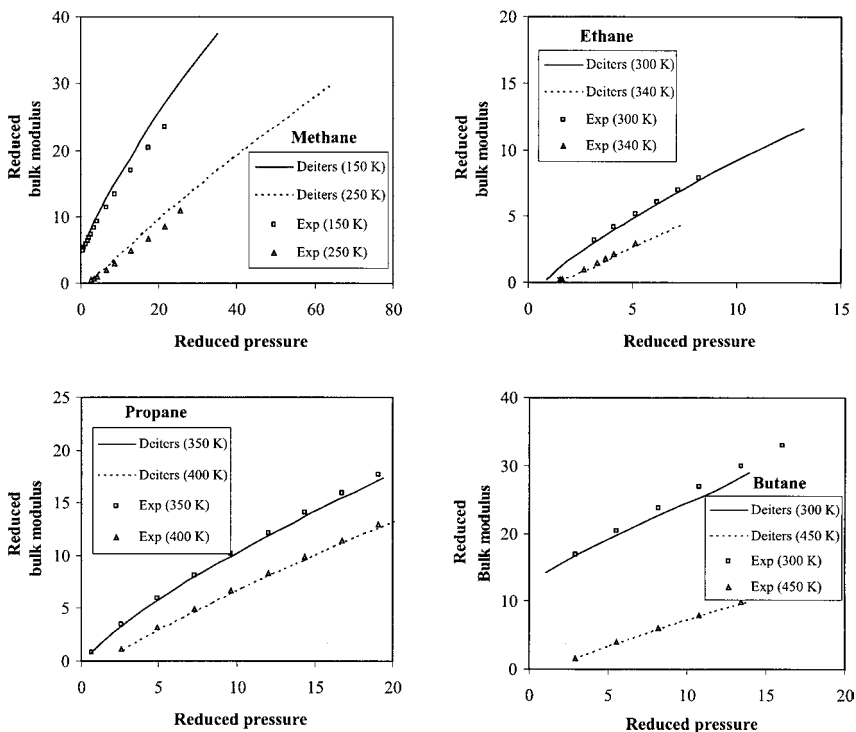 40
30
20
10
0
0
20
40
60
80
Reduced
bulk modulus
Reduced pressure
Methane
Deiters (150 K)
Deiters (250 K)
Exp (150 K)
Exp (250 K)
20
15
10
5
0
0
5
10
15
Reduced
bulk modulus
Reduced pressure
Ethane
Deiters (300 K)
Deiters (340 K)
Exp (300 K)
Exp (340 K)
25
20
15
10
5
0
0
5
10
15
20
Reduced
bulk modulus
Reduced pressure
Propane
Deiters (350 K)
Deiters (400 K)
Exp (350 K)
Exp (400 K)
40
30
20
10
0
0
5
10
15
20
Reduced
Bulk modulus
Reduced pressure
Butane
Deiters (300 K)
Deiters (450 K)
Exp (300 K)
Exp (450 K)